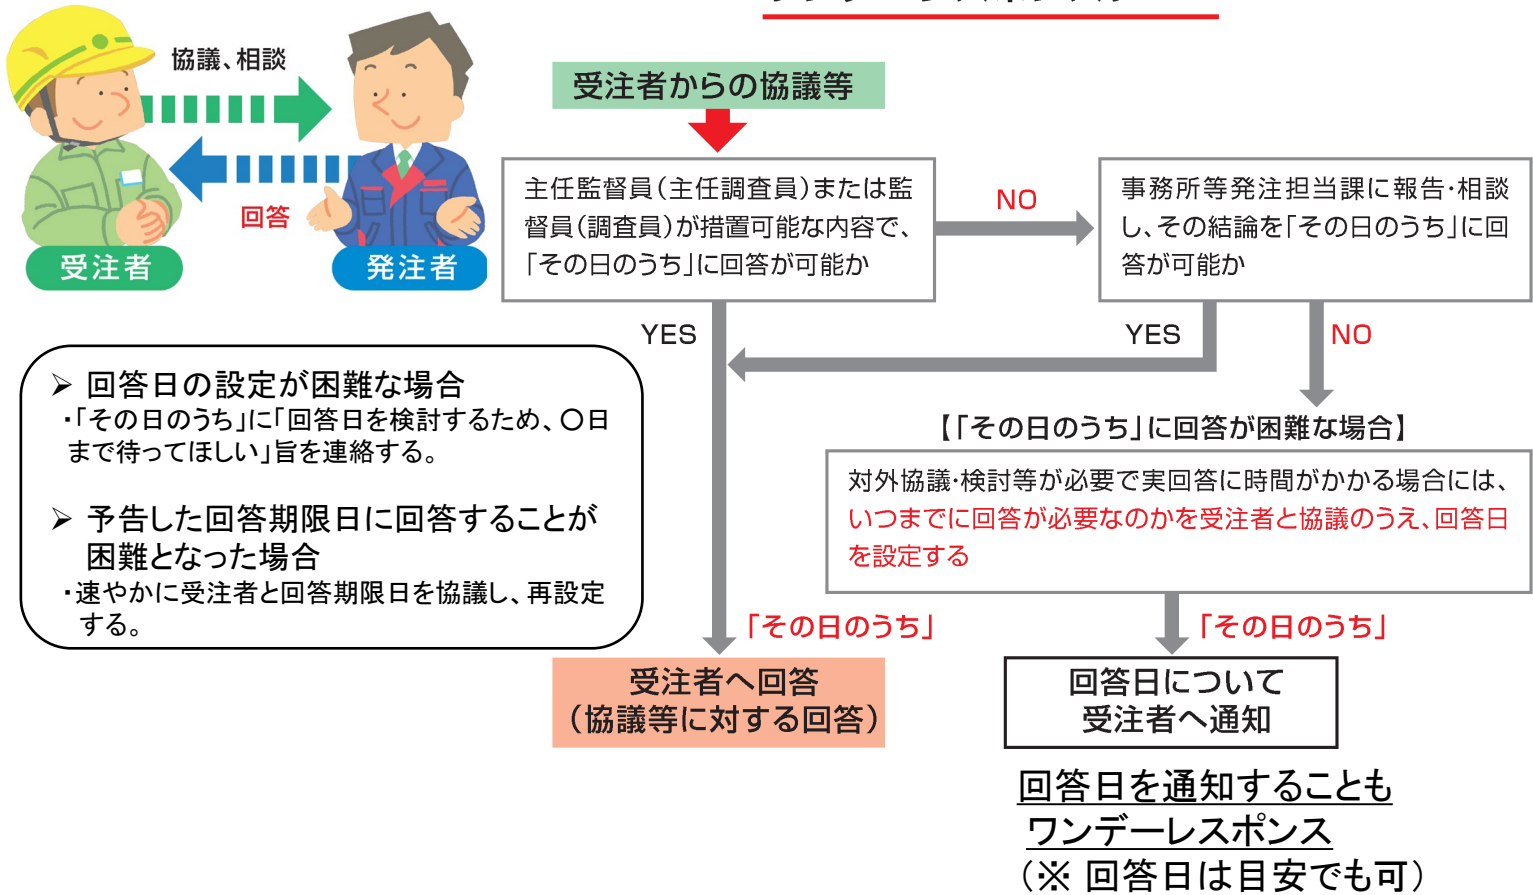 協議、相談
回答
受注者
発注者
受注者からの協議等
主任監督員(主任調査員)または監
督員(調査員)が措置可能な内容で、
「その日のうち」に回答が可能か
NO
事務所等発注担当課に報告・相談
し、その結論を「その日のうち」に回
答が可能か
YES
YES
NO
➢ 回答日の設定が困難な場合
・「その日のうち」に「回答日を検討するため、〇日
まで待ってほしい」旨を連絡する。
➢ 予告した回答期限日に回答することが
困難となった場合
・速やかに受注者と回答期限日を協議し、再設定
する。
【「その日のうち」に回答が困難な場合】
対外協議・検討等が必要で実回答に時間がかかる場合には、
いつまでに回答が必要なのかを受注者と協議のうえ、回答日
を設定する
「その日のうち」
「その日のうち」
受注者へ回答
(協議等に対する回答)
回答日について
受注者へ通知
回答日を通知することも
ワンデーレスポンス
(※ 回答日は目安でも可)